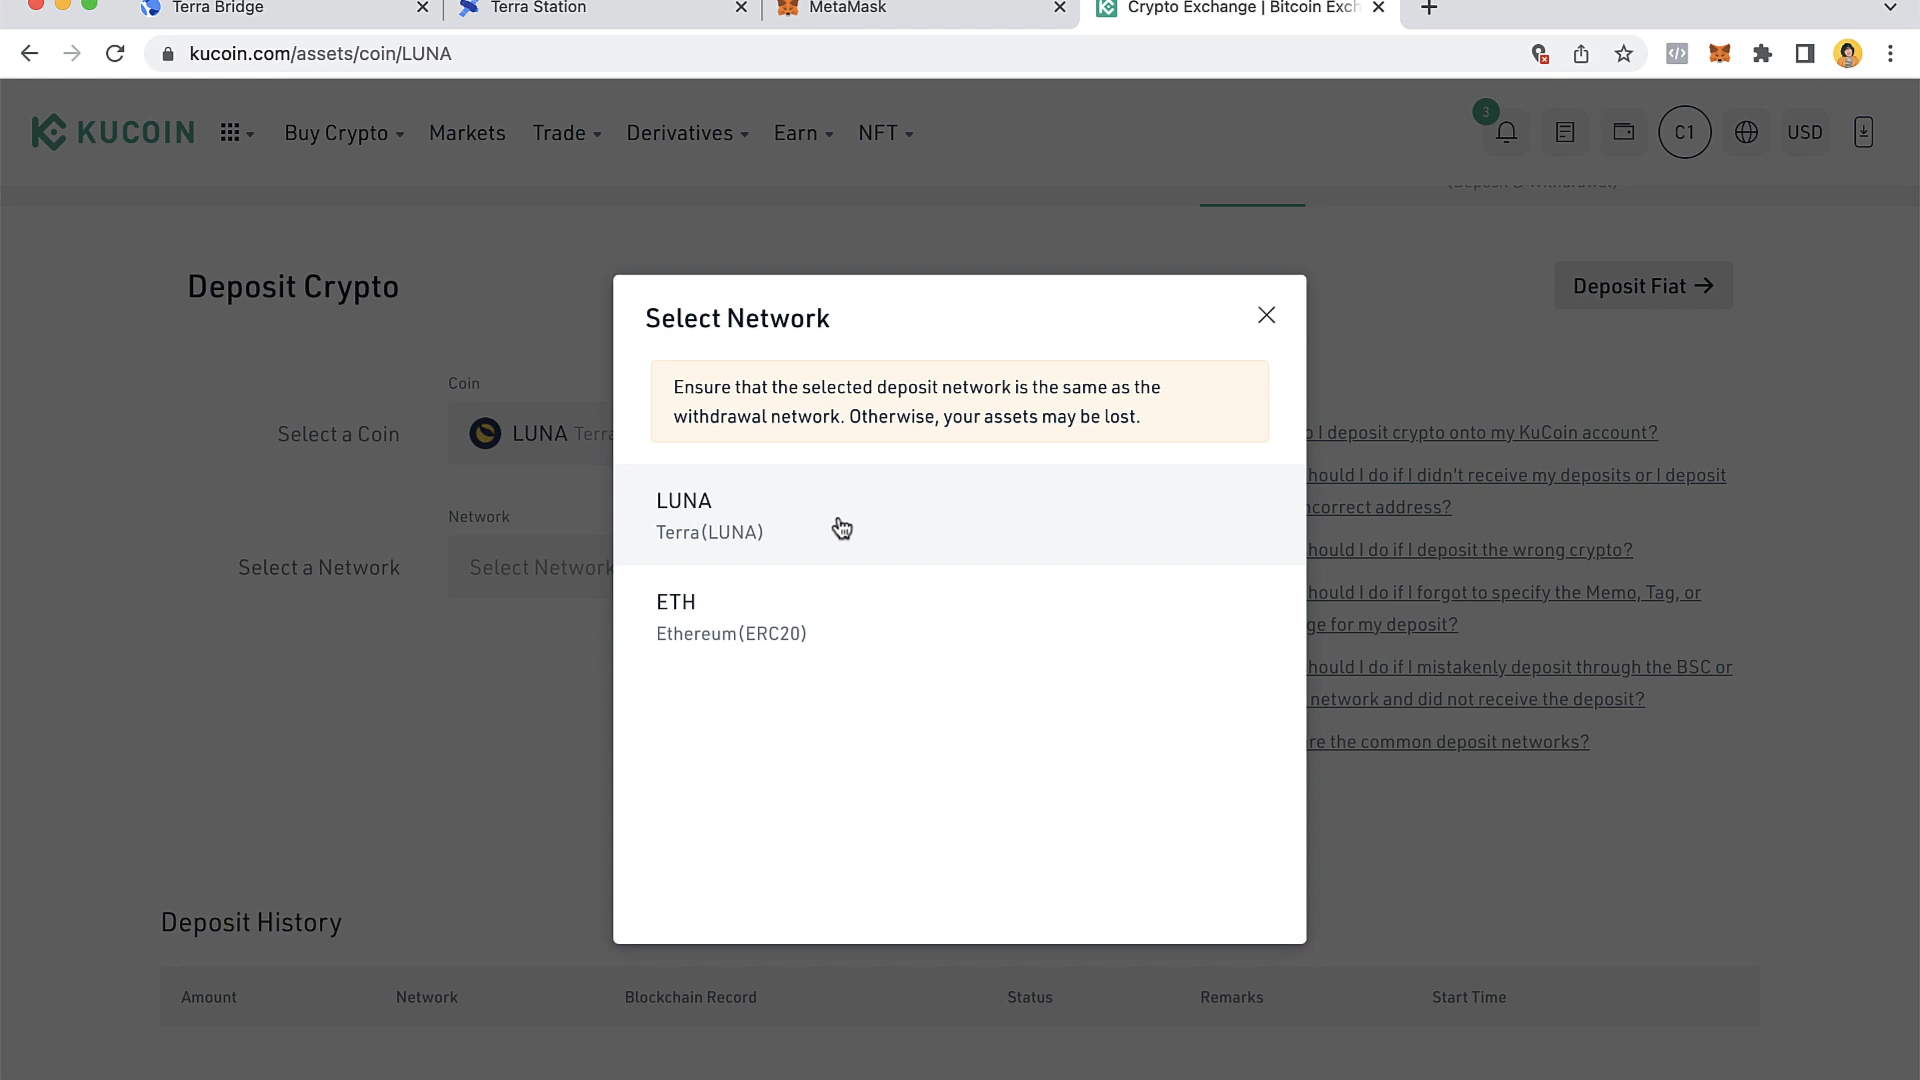 Terra Bridge
Terra Station
MetaMask
Crypto Exchange | Bitcoin Exch
kucoin.com/assets/coin/LUNA
KUCOIN
Buy Crypto
Markets
Trade
Derivatives
Earn
NFT
3
C1
USD
(Deposit & Withdrawal)
Deposit Crypto
Deposit Fiat →
Select Network
Ensure that the selected deposit network is the same as the
withdrawal network. Otherwise, your assets may be lost.
Coin
Select a Coin
LUNA Terra
I deposit crypto onto my KuCoin account?
hould I do if I didn't receive my deposits or I deposit
ncorrect address?
LUNA
Terra(LUNA)
Network
Select a Network
Select Network
hould I do if I deposit the wrong crypto?
hould I do if I forgot to specify the Memo, Tag, or
ge for my deposit?
ETH
Ethereum(ERC20)
hould I do if I mistakenly deposit through the BSC or
network and did not receive the deposit?
re the common deposit networks?
Deposit History
Amount
Network
Blockchain Record
Status
Remarks
Start Time